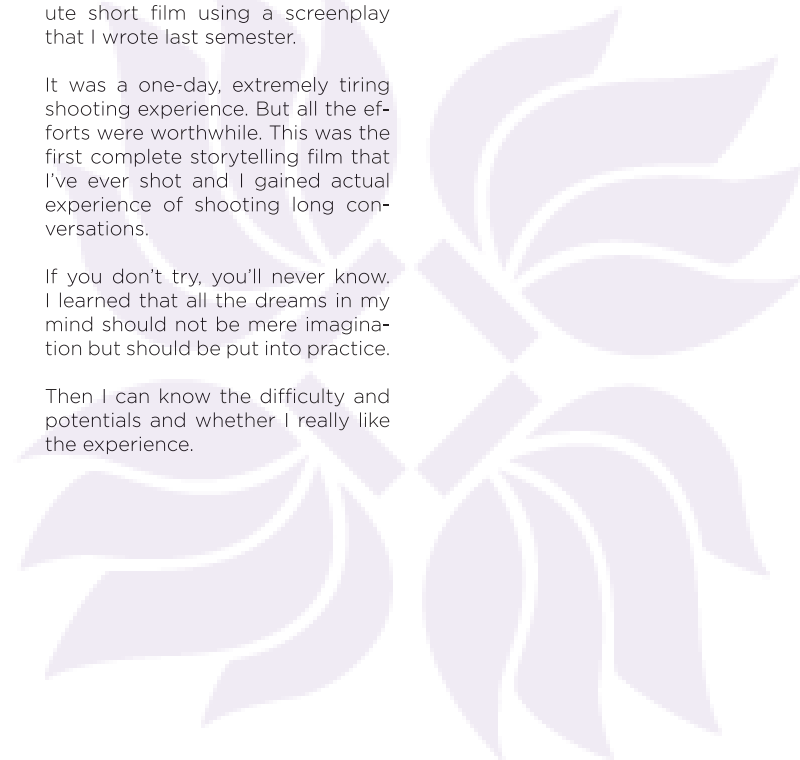 ute short film using a screenplay
that I wrote last semester.
It was a one-day, extremely tiring
shooting experience. But all the ef-
forts were worthwhile. This was the
first complete storytelling film that
I’ve ever shot and I gained actual
experience of shooting long con-
versations.
If you don’t try, you’ll never know.
I learned that all the dreams in my
mind should not be mere imagina-
tion but should be put into practice.
Then I can know the difficulty and
potentials and whether I really like
the experience.